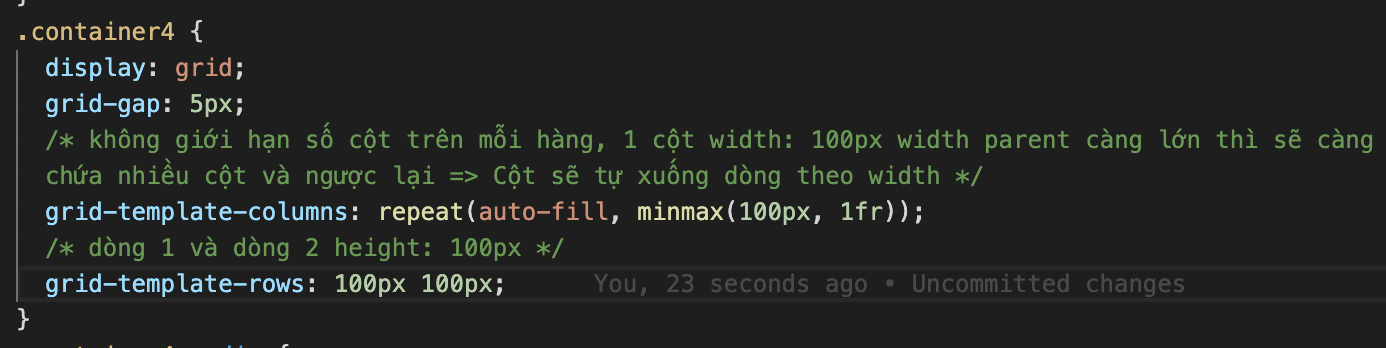 .container4 {
display: grid;
grid-gap: 5px;
/* không giới hạn số cột trên mỗi hàng, 1 cột width: 100px width parent càng lớn thì sẽ càng
chứa nhiều cột và ngược lại => Cột sẽ tự xuống dòng theo width */
grid-template-columns: repeat(auto-fill, minmax(100px, 1fr));
/* dòng 1 và dòng 2 height: 100px */
grid-template-rows: 100px 100px; You, 23 seconds ago • Uncommitted changes
}